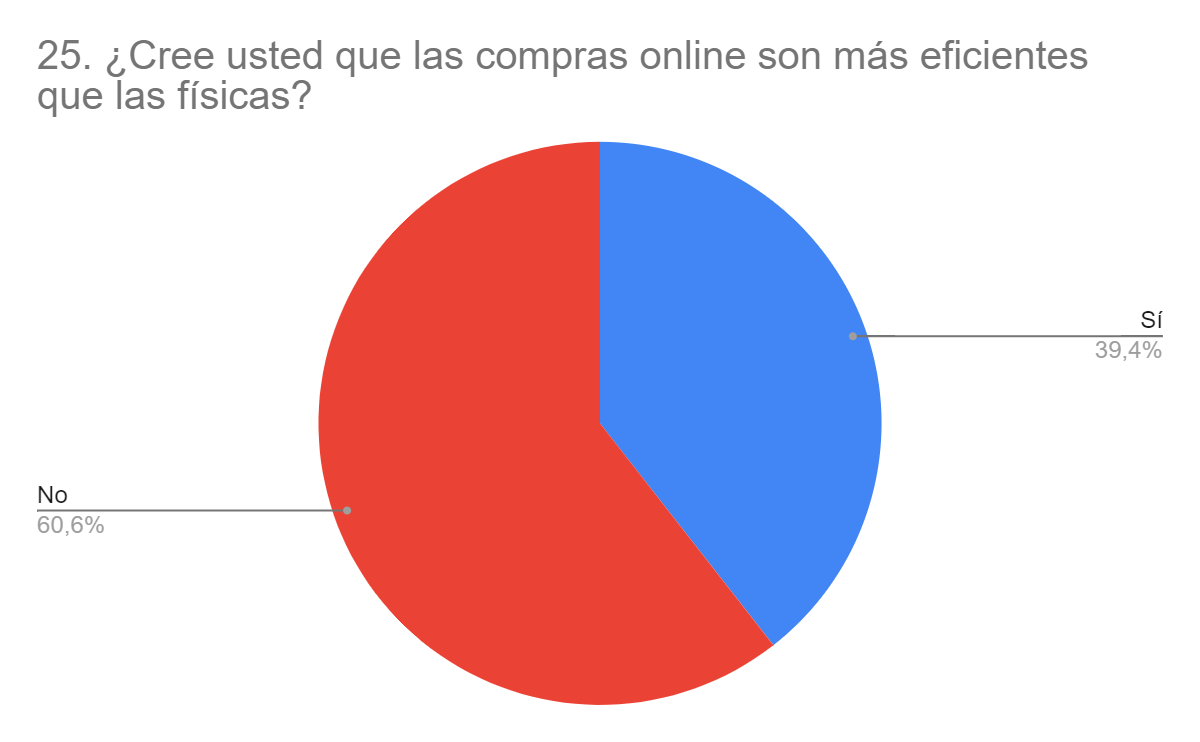 25. ¿Cree usted que las compras online son más eficientes
que las físicas?
Sí
39,4%
No
60,6%